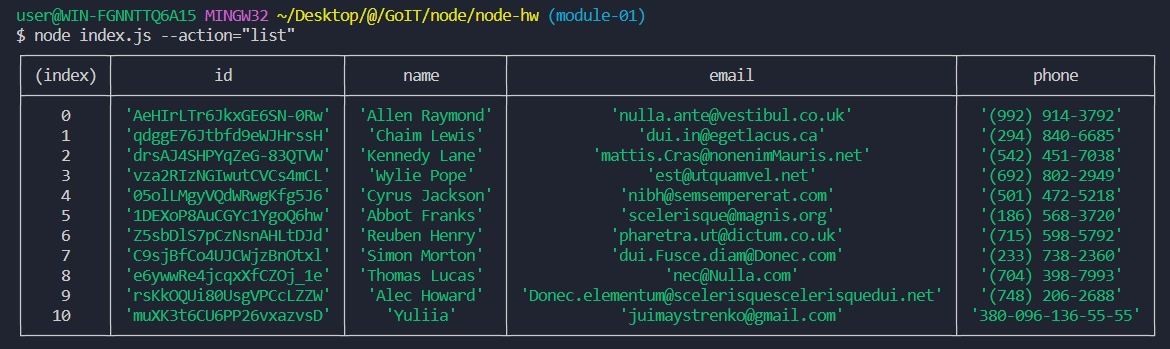 user@WIN-FGNNTTQ6A15 MINGW32 ~/Desktop/@/GoIT/node/node-hw (module-01)
$ node index.js --action="list"
(index) id name email phone
0 'AeHIrLTr6JkxGE6SN-0Rw' 'Allen Raymond' 'nulla.ante@vestibul.co.uk' '(992) 914-3792'
1 'qdggE76Jtbfd9eWJHrssH' 'Chaim Lewis' 'dui.in@egetlacus.ca' '(294) 840-6685'
2 'drsAJ4SHPYqZeG-83QTVW' 'Kennedy Lane' 'mattis.Cras@nonenimMauris.net' '(542) 451-7038'
3 'vza2RIzNGIwutCVCs4mCL' 'Wylie Pope' 'est@utquamvel.net' '(692) 802-2949'
4 '05olLMgyVQdWRwgKfg5J6' 'Cyrus Jackson' 'nibh@semsempererat.com' '(501) 472-5218'
5 '1DEXoP8AuCGYc1YgoQ6hw' 'Abbot Franks' 'scelerisque@magnis.org' '(186) 568-3720'
6 'Z5sbDlS7pCzNsnAHLtDJd' 'Reuben Henry' 'pharetra.ut@dictum.co.uk' '(715) 598-5792'
7 'C9sjBfCo4UJCWjzBnOtxl' 'Simon Morton' 'dui.Fusce.diam@Donec.com' '(233) 738-2360'
8 'e6ywwRe4jcqxXfCZOj_1e' 'Thomas Lucas' 'nec@Nulla.com' '(704) 398-7993'
9 'rsKkOQUi80UsgVPCcLZZW' 'Alec Howard' 'Donec.elementum@scelerisquescelerisquedui.net' '(748) 206-2688'
10 'muXK3t6CU6PP26vxazvsD' 'Yuliia' 'juimaystrenko@gmail.com' '380-096-136-55-55'